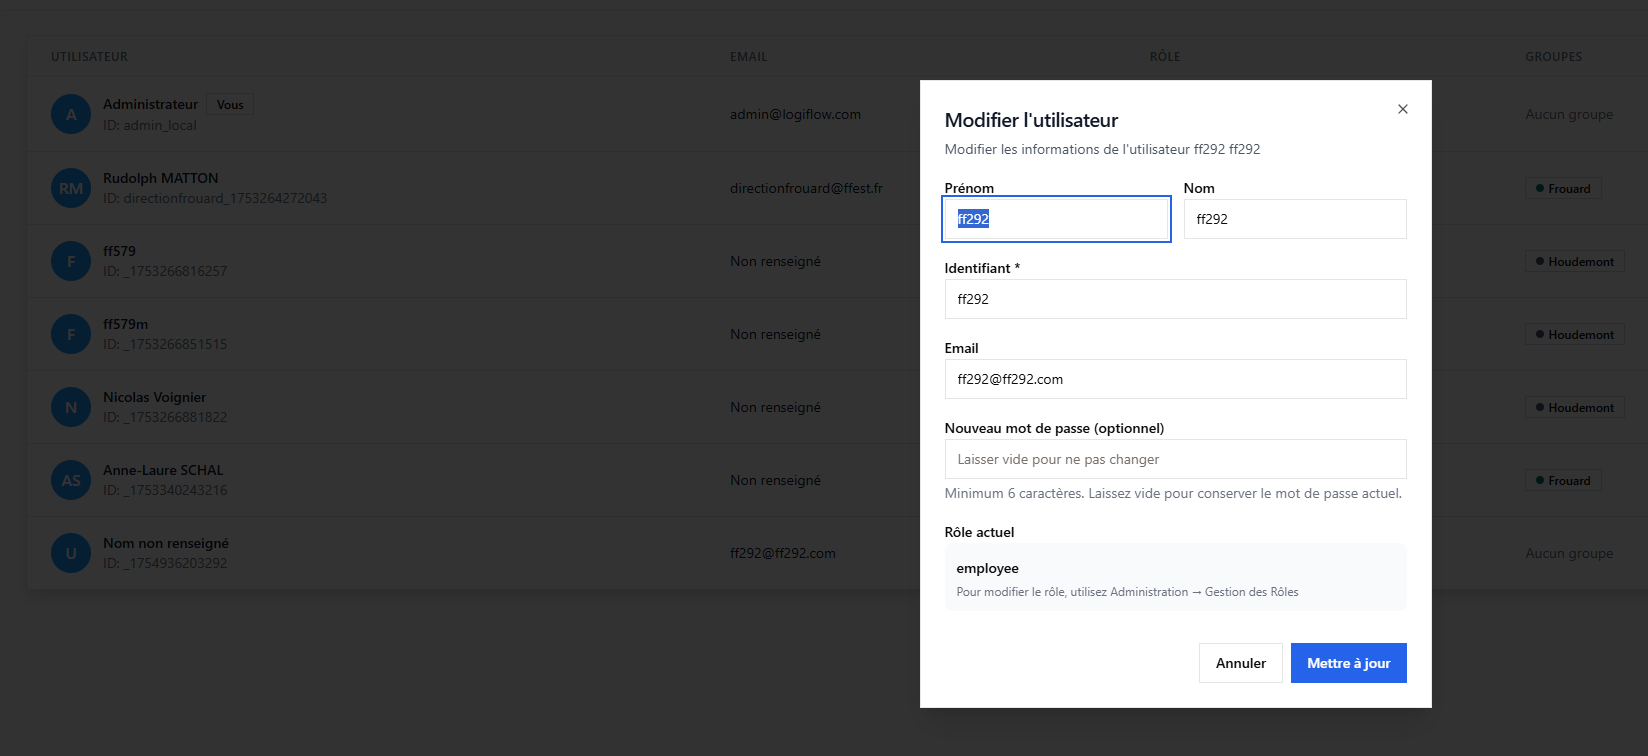 UTILISATEUR EMAIL RÔLE GROUPES
A Administrateur Vous admin@logiflow.com Aucun groupe
ID: admin_local
RM Rudolph MATTON directionfrouard@ffest.fr Frouard
ID: directionfrouard_1753264272043
F ff579 Non renseigné Houdemont
ID: _1753266816257
F ff579m Non renseigné Houdemont
ID: _1753266851515
N Nicolas Voignier Non renseigné Houdemont
ID: _1753266881822
AS Anne-Laure SCHAL Non renseigné Frouard
ID: _1753340243216
U Nom non renseigné ff292@ff292.com Aucun groupe
ID: _1754936203292
Modifier l'utilisateur
Modifier les informations de l'utilisateur ff292 ff292
Prénom Nom
ff292 ff292
Identifiant *
ff292
Email
ff292@ff292.com
Nouveau mot de passe (optionnel)
Laisser vide pour ne pas changer
Minimum 6 caractères. Laissez vide pour conserver le mot de passe actuel.
Rôle actuel
employee
Pour modifier le rôle, utilisez Administration → Gestion des Rôles
Annuler Mettre à jour